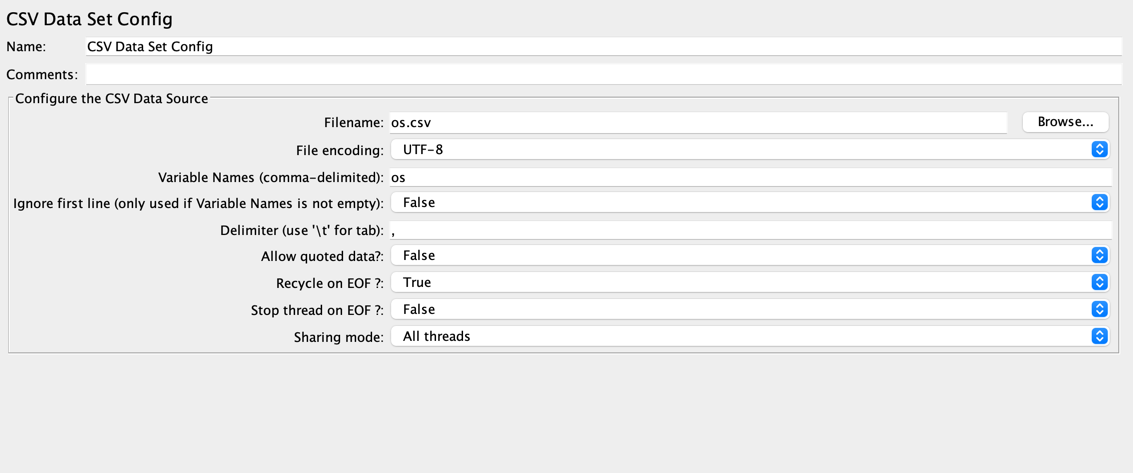 CSV Data Set Config
Name: CSV Data Set Config
Comments:
Configure the CSV Data Source
Filename: os.csv Browse...
File encoding: UTF-8
Variable Names (comma-delimited): os
Ignore first line (only used if Variable Names is not empty): False
Delimiter (use '\t' for tab): ,
Allow quoted data?: False
Recycle on EOF ?: True
Stop thread on EOF ?: False
Sharing mode: All threads